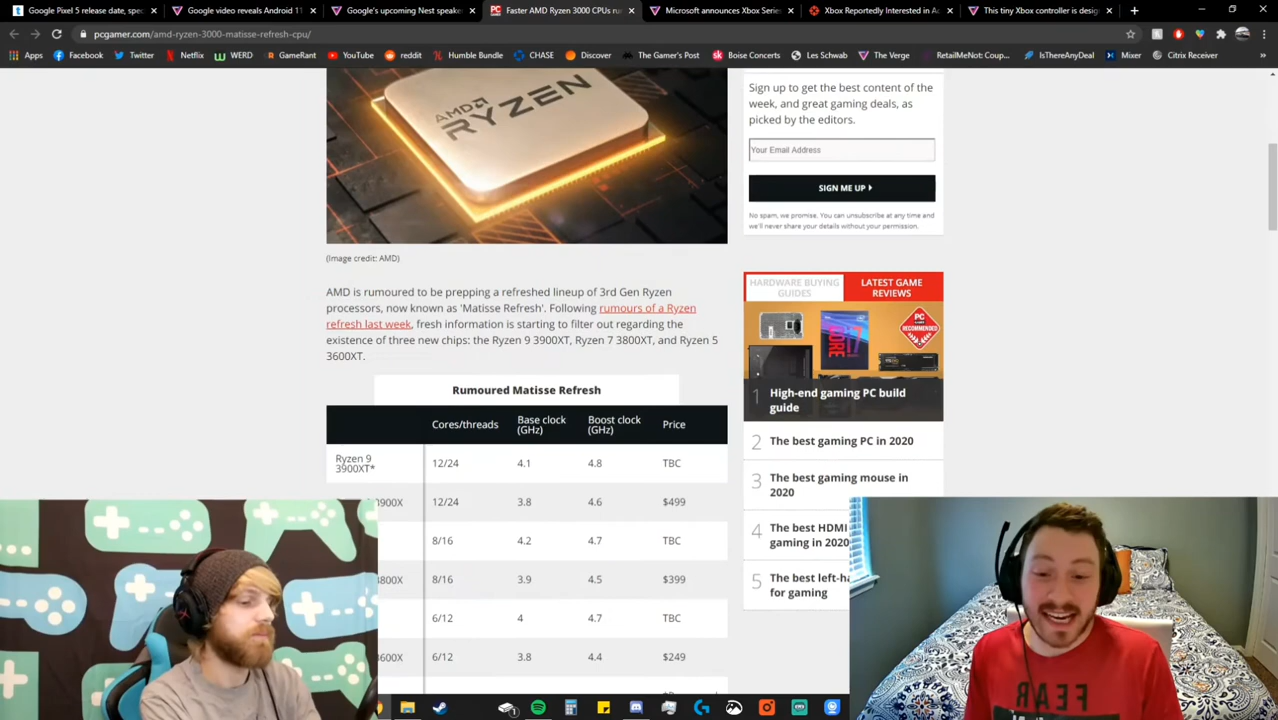 Google Pixel 5 release date, spec
Google video reveals Android 11
Google's upcoming Nest speake
Faster AMD Ryzen 3000 CPUs ru
Microsoft announces Xbox Series
Xbox Reportedly Interested in Ac
This tiny Xbox controller is desig
pcgamer.com/amd-ryzen-3000-matisse-refresh-cpu/
Apps Facebook Twitter Netflix WERD GameRant YouTube reddit Humble Bundle CHASE Discover The Gamer's Post Boise Concerts Les Schwab The Verge RetailMeNot: Coup... IsThereAnyDeal Mixer Citrix Receiver
AMD
RYZEN
(Image credit: AMD)
AMD is rumoured to be prepping a refreshed lineup of 3rd Gen Ryzen
processors, now known as 'Matisse Refresh'. Following rumours of a Ryzen
refresh last week, fresh information is starting to filter out regarding the
existence of three new chips: the Ryzen 9 3900XT, Ryzen 7 3800XT, and Ryzen 5
3600XT.
Rumoured Matisse Refresh
Cores/threads Base clock (GHz) Boost clock (GHz) Price
Ryzen 9 3900XT* 12/24 4.1 4.8 TBC
3900X 12/24 3.8 4.6 $499
8/16 4.2 4.7 TBC
3800X 8/16 3.9 4.5 $399
6/12 4 4.7 TBC
3600X 6/12 3.8 4.4 $249
Sign up to get the best content of the
week, and great gaming deals, as
picked by the editors.
Your Email Address
SIGN ME UP
No spam, we promise. You can unsubscribe at any time and
we'll never share your details without your permission.
HARDWARE BUYING
GUIDES
LATEST GAME
REVIEWS
PC
RECOMMENDED
CORE
i7
1 High-end gaming PC build
guide
2 The best gaming PC in 2020
3 The best gaming mouse in
2020
4 The best HDMI
gaming in 2020
5 The best left-ha
for gaming
FEAR